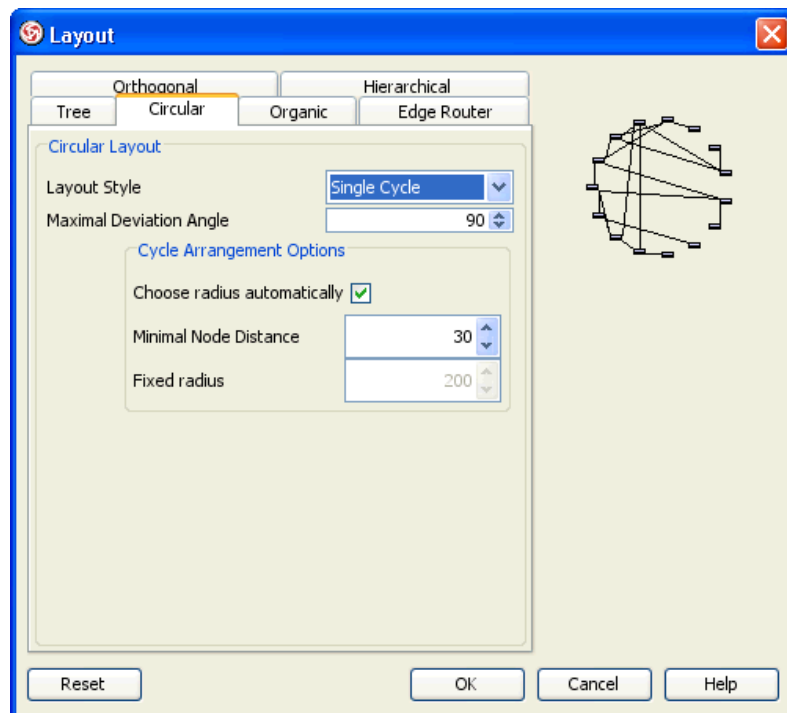 Layout
Orthogonal Hierarchical
Tree Circular Organic Edge Router
Circular Layout
Layout Style Single Cycle
Maximal Deviation Angle 90
Cycle Arrangement Options
Choose radius automatically
Minimal Node Distance 30
Fixed radius 200
Reset OK Cancel Help